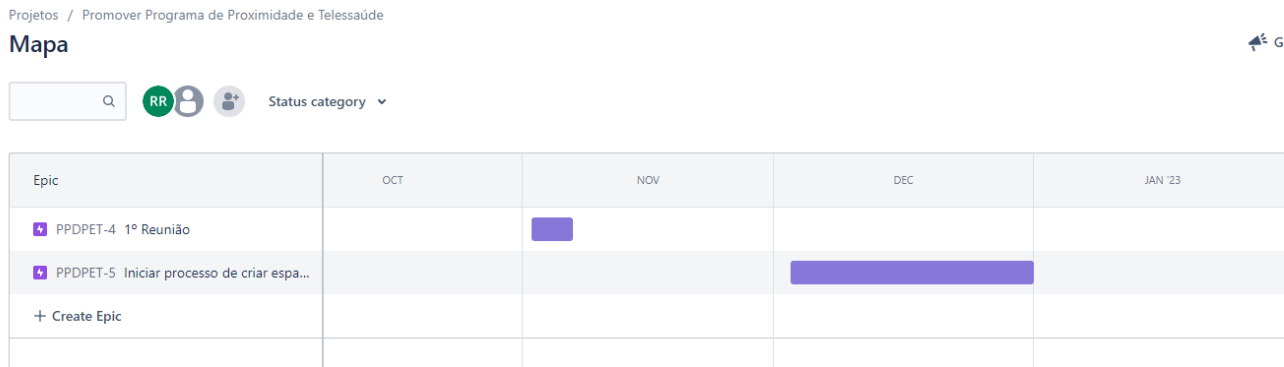 Projetos / Promover Programa de Proximidade e Telessaúde
Mapa
G
RR
Status category
Epic OCT NOV DEC JAN '23
PPDPET-4 1º Reunião
PPDPET-5 Iniciar processo de criar espa...
+ Create Epic